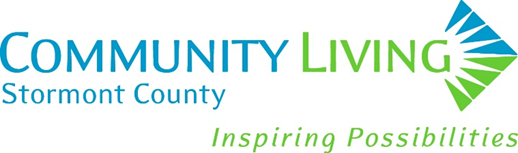 COMMUNITY LIVING
Stormont County
Inspiring Possibilities